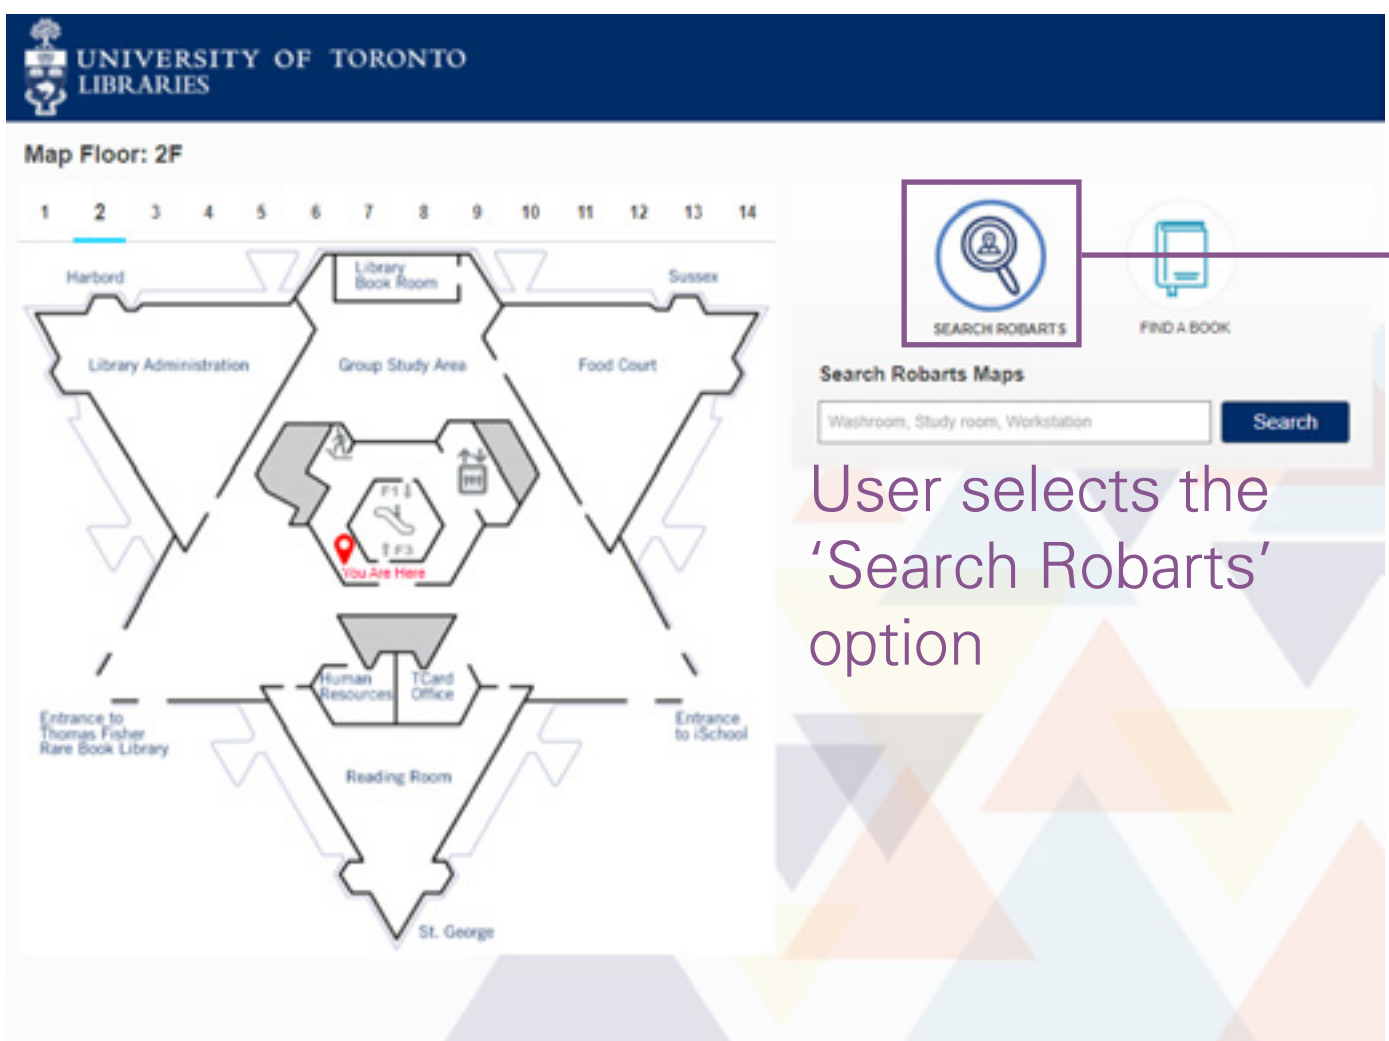 UNIVERSITY OF TORONTO
LIBRARIES
Map Floor: 2F
1 2 3 4 5 6 7 8 9 10 11 12 13 14
Harbord
Library
Book Room
Sussex
Library Administration
Group Study Area
Food Court
F1
F3
You Are Here
Human
Resources
TCard
Office
Entrance to
Thomas Fisher
Rare Book Library
Entrance
to iSchool
Reading Room
St. George
SEARCH ROBARTS
FIND A BOOK
Search Robarts Maps
Washroom, Study room, Workstation
Search
User selects the
‘Search Robarts’
option